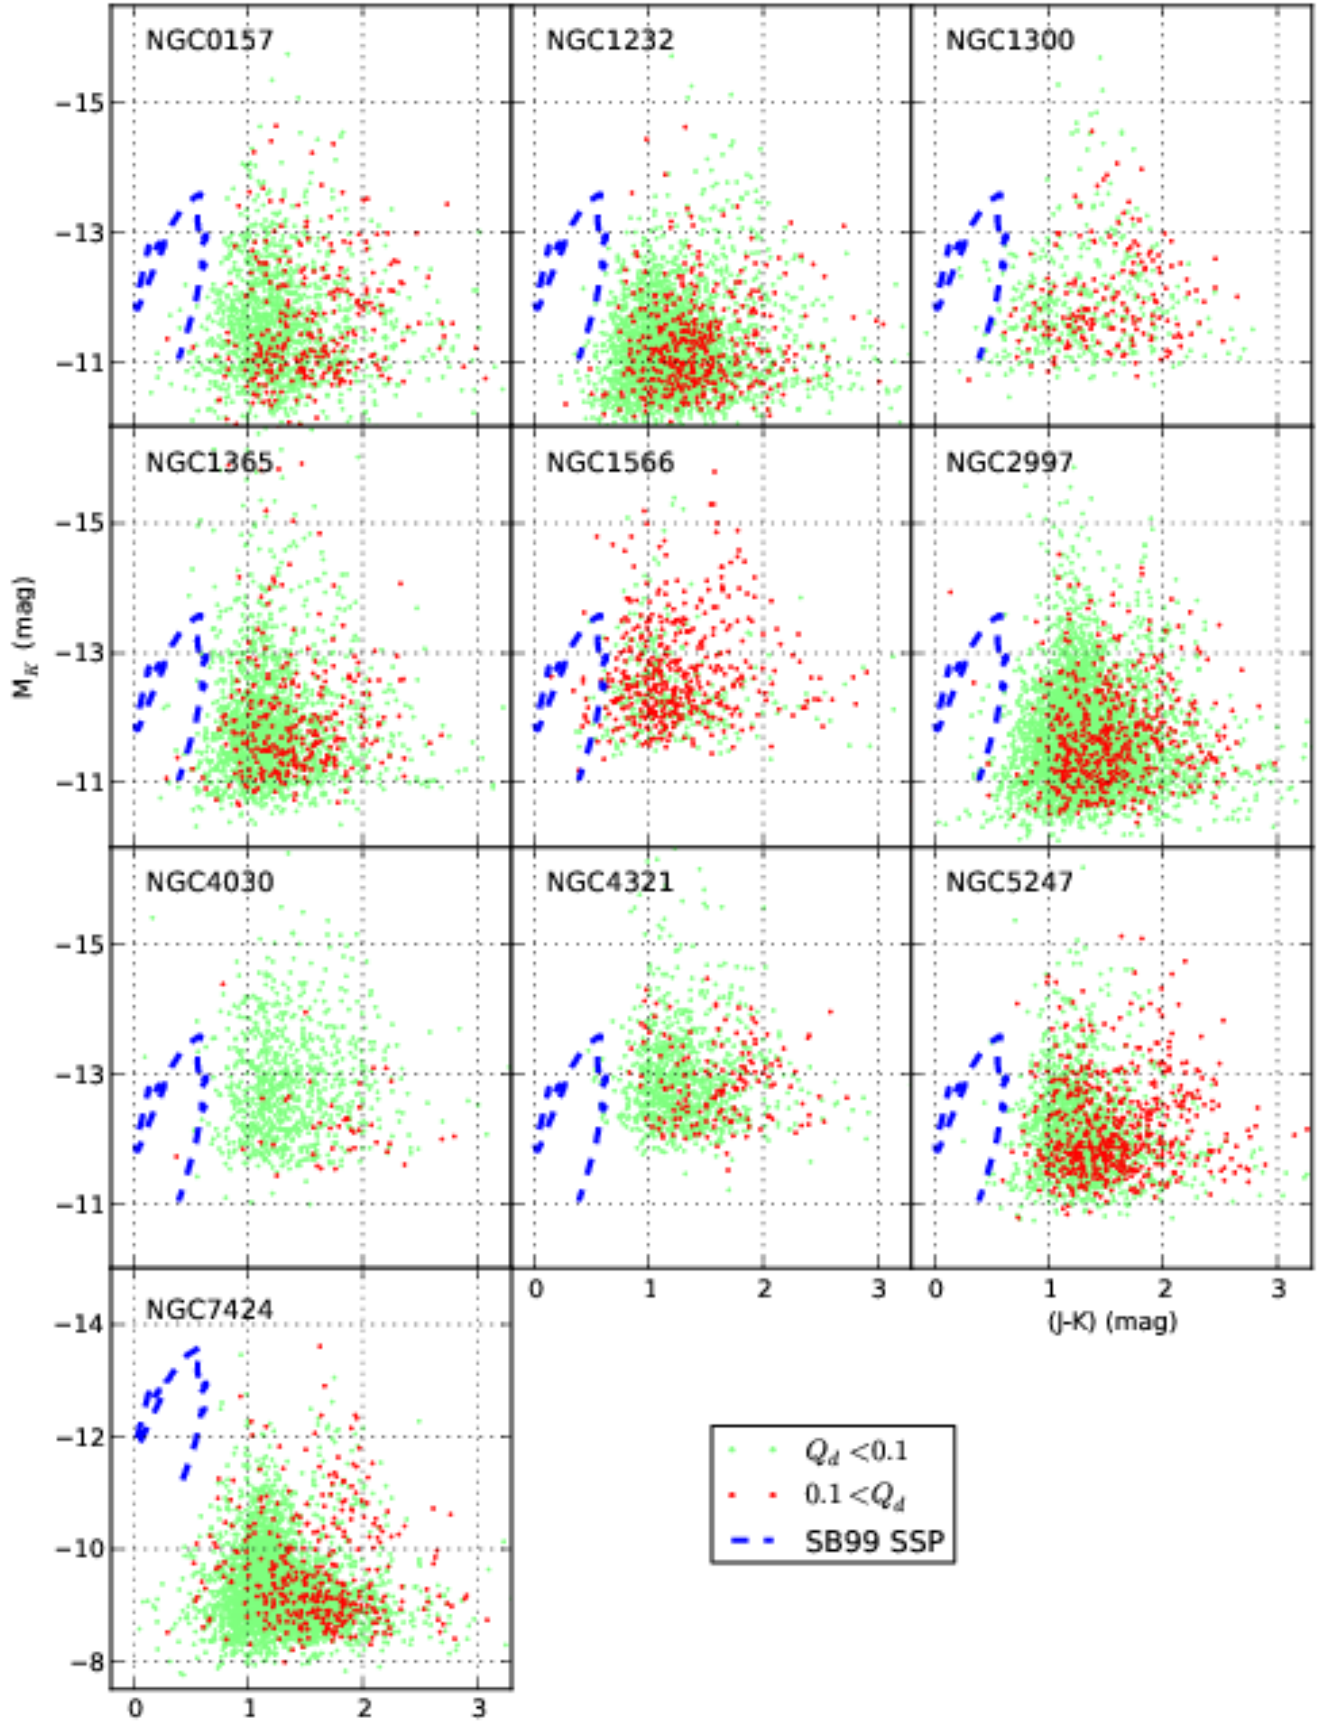 NGC0157
NGC1232
NGC1300
−15
−13
−11
NGC1365
NGC1566
NGC2997
−15
−13
−11
M_K (mag)
NGC4030
NGC4321
NGC5247
−15
−13
−11
0 1 2 3
0 1 2 3
(J-K) (mag)
NGC7424
−14
−12
−10
−8
0 1 2 3
Q_d <0.1
0.1<Q_d
SB99 SSP